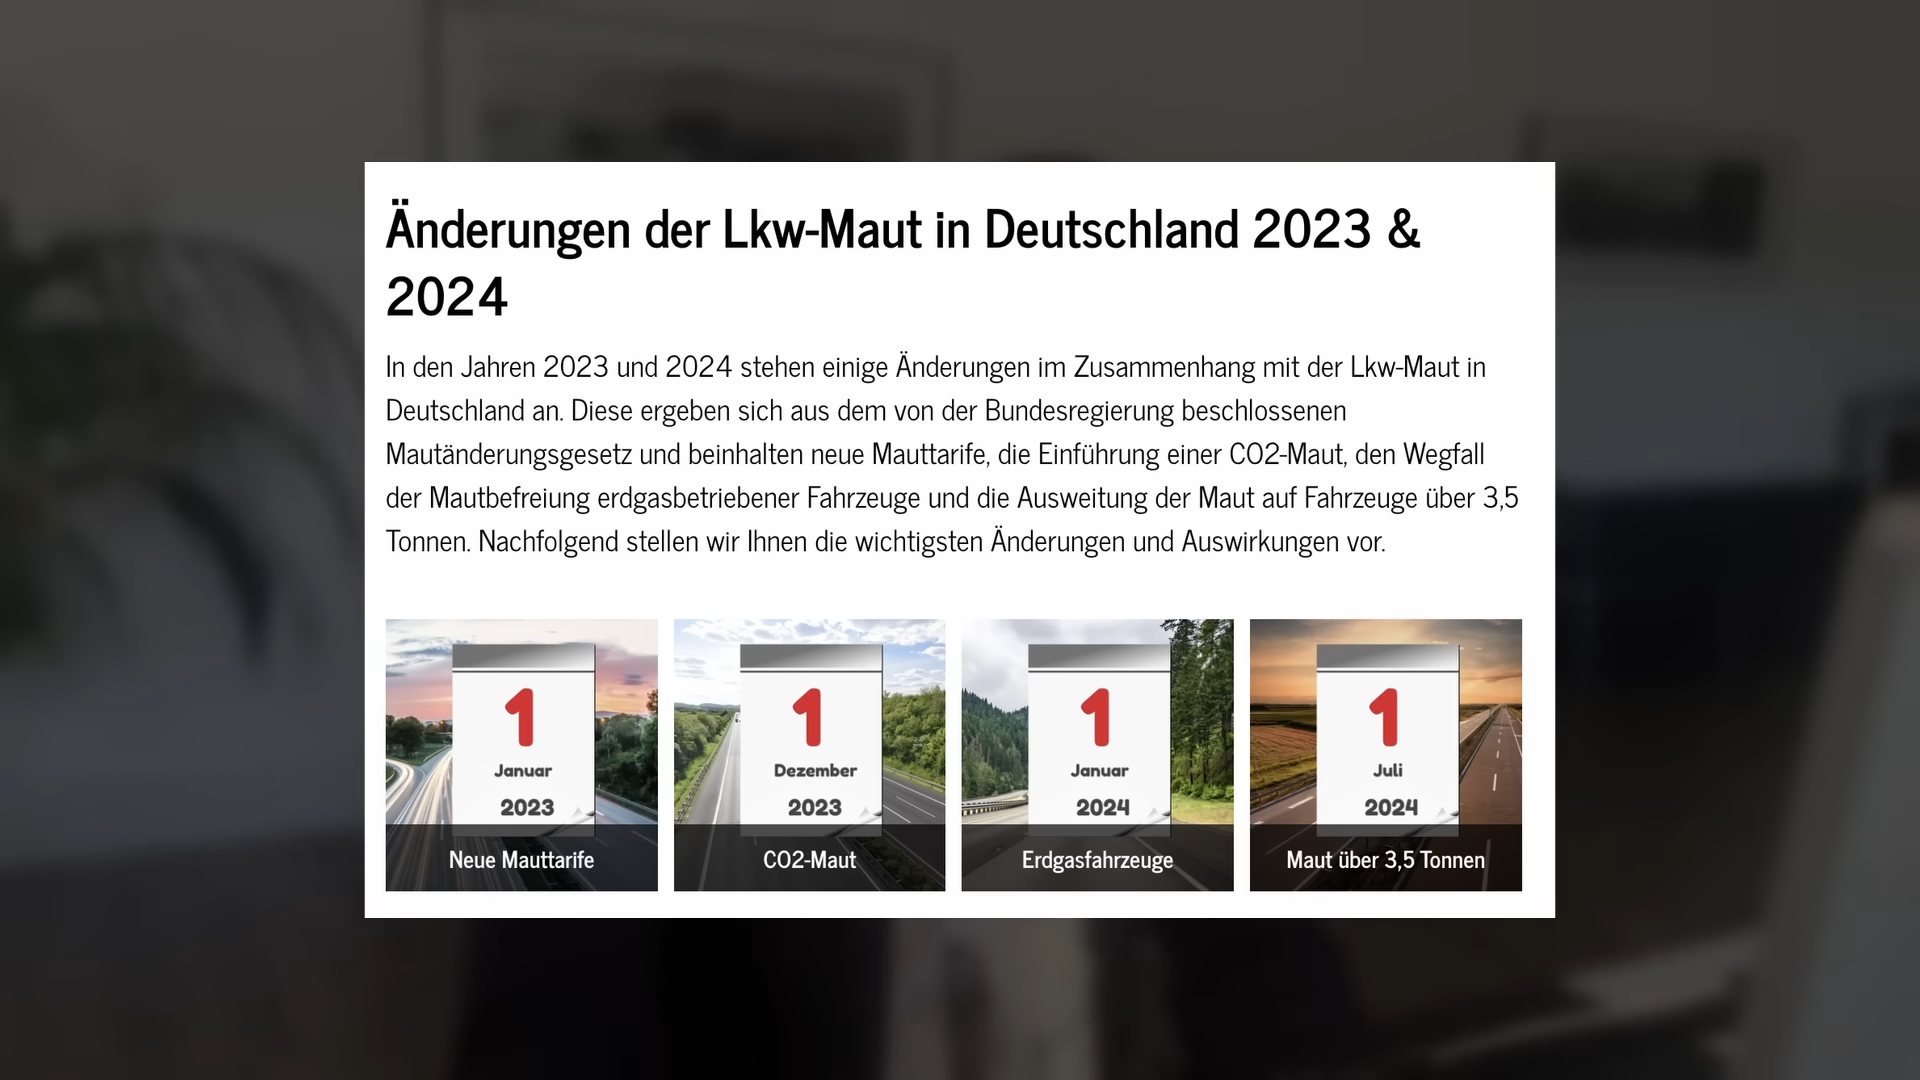 Änderungen der Lkw-Maut in Deutschland 2023 &
2024
In den Jahren 2023 und 2024 stehen einige Änderungen im Zusammenhang mit der Lkw-Maut in
Deutschland an. Diese ergeben sich aus dem von der Bundesregierung beschlossenen
Mautänderungsgesetz und beinhalten neue Mauttarife, die Einführung einer CO2-Maut, den Wegfall
der Mautbefreiung erdgasbetriebener Fahrzeuge und die Ausweitung der Maut auf Fahrzeuge über 3,5
Tonnen. Nachfolgend stellen wir Ihnen die wichtigsten Änderungen und Auswirkungen vor.
1
Januar
2023
Neue Mauttarife
1
Dezember
2023
CO2-Maut
1
Januar
2024
Erdgasfahrzeuge
1
Juli
2024
Maut über 3,5 Tonnen